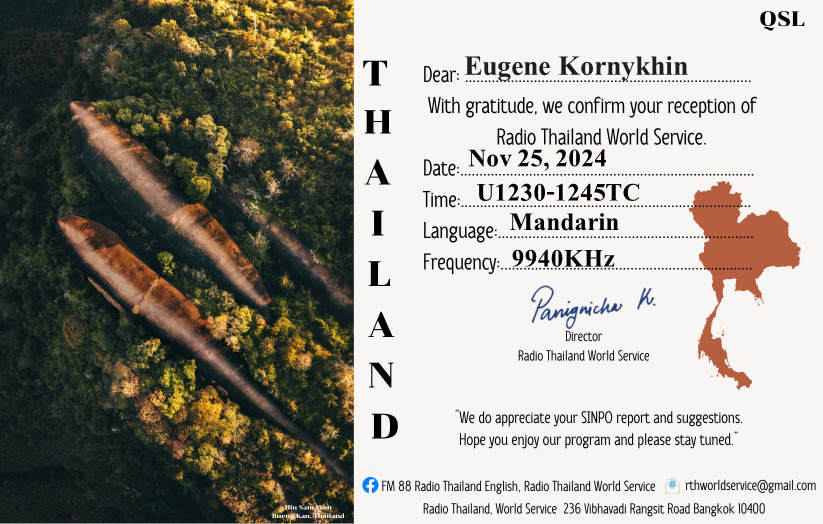 QSL
THAILAND
Dear: Eugene Kornykhin
With gratitude, we confirm your reception of
Radio Thailand World Service.
Date: Nov 25, 2024
Time: U1230-1245TC
Language: Mandarin
Frequency: 9940KHz
Panignicha K.
Director
Radio Thailand World Service
"We do appreciate your SINPO report and suggestions.
Hope you enjoy our program and please stay tuned."
FM 88 Radio Thailand English, Radio Thailand World Service rthworldservice@gmail.com
Radio Thailand, World Service 236 Vibhavadi Rangsit Road Bangkok 10400
Hin Sam Wan
Bueng Kan, Thailand